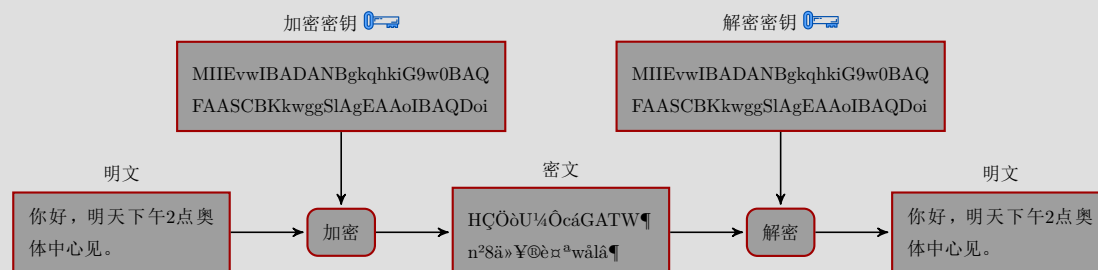 加密密钥
MIIEvwIBADANBgkqhkiG9w0BAQ
FAASCBKkwggSlAgEAAoIBAQDoi
解密密钥
MIIEvwIBADANBgkqhkiG9w0BAQ
FAASCBKkwggSlAgEAAoIBAQDoi
明文
你好，明天下午2点奥
体中心见。
加密
密文
HÇÖòU¼ÔcáGATW¶
n²8ä»¥®è¤ªwålâ¶
解密
明文
你好，明天下午2点奥
体中心见。